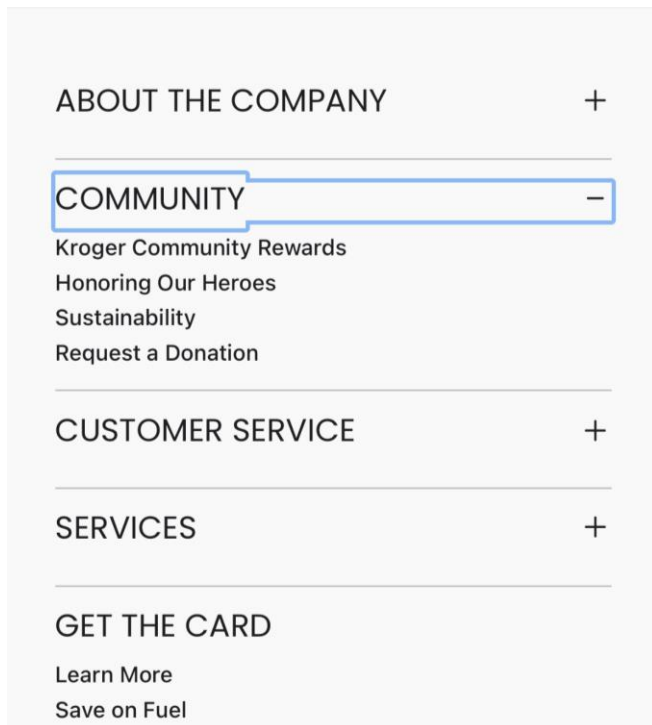 ABOUT THE COMPANY +
COMMUNITY −
Kroger Community Rewards
Honoring Our Heroes
Sustainability
Request a Donation
CUSTOMER SERVICE +
SERVICES +
GET THE CARD
Learn More
Save on Fuel